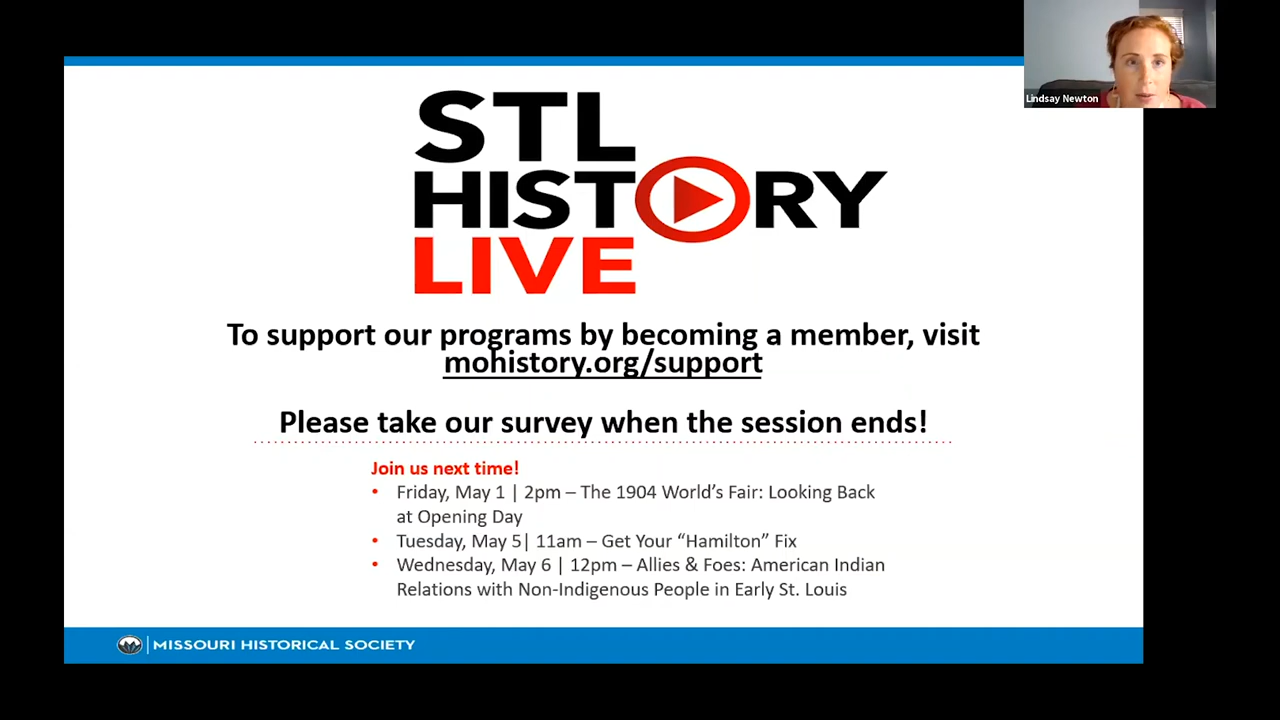 STL
HISTORY
LIVE
Lindsay Newton
To support our programs by becoming a member, visit
mohistory.org/support
Please take our survey when the session ends!
Join us next time!
• Friday, May 1 | 2pm – The 1904 World’s Fair: Looking Back
at Opening Day
• Tuesday, May 5| 11am – Get Your “Hamilton” Fix
• Wednesday, May 6 | 12pm – Allies & Foes: American Indian
Relations with Non-Indigenous People in Early St. Louis
MISSOURI HISTORICAL SOCIETY